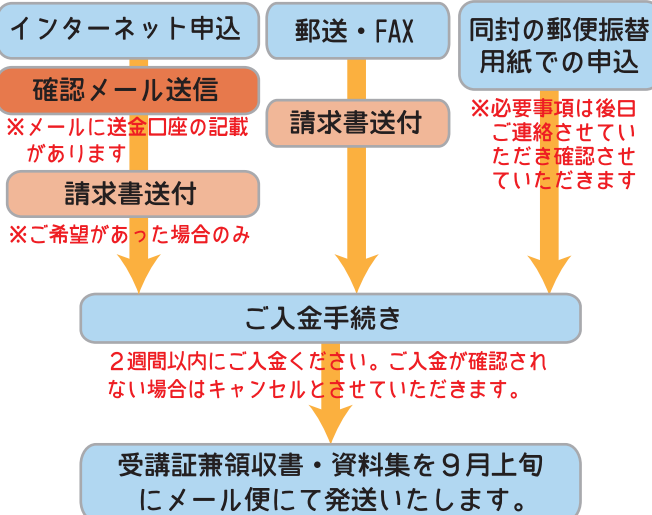 インターネット申込
確認メール送信
※メールに送金口座の記載
があります
請求書送付
※ご希望があった場合のみ
郵送・FAX
請求書送付
同封の郵便振替
用紙での申込
※必要事項は後日
ご連絡させてい
ただき確認させ
ていただきます
ご入金手続き
２週間以内にご入金ください。ご入金が確認され
ない場合はキャンセルとさせていただきます。
受講証兼領収書・資料集を９月上旬
にメール便にて発送いたします。